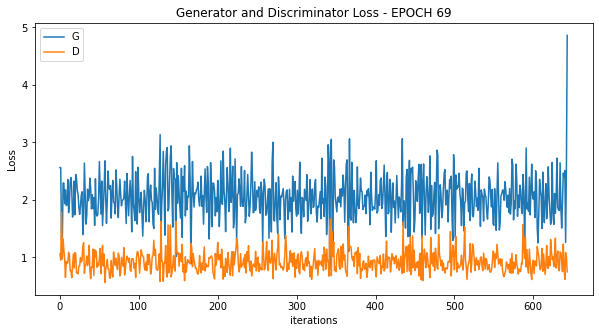 Generator and Discriminator Loss - EPOCH 69
G
D
5
4
3
2
1
Loss
0 100 200 300 400 500 600
iterations